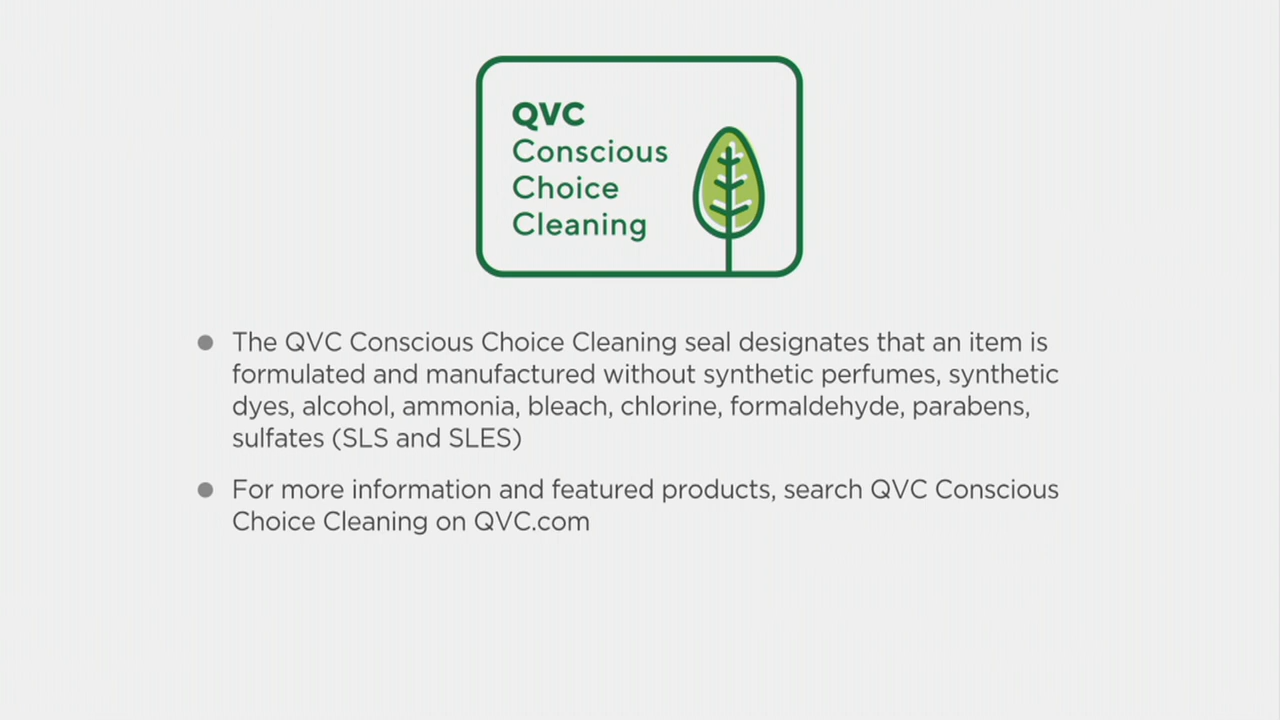 QVC
Conscious
Choice
Cleaning
The QVC Conscious Choice Cleaning seal designates that an item is
formulated and manufactured without synthetic perfumes, synthetic
dyes, alcohol, ammonia, bleach, chlorine, formaldehyde, parabens,
sulfates (SLS and SLES)
For more information and featured products, search QVC Conscious
Choice Cleaning on QVC.com